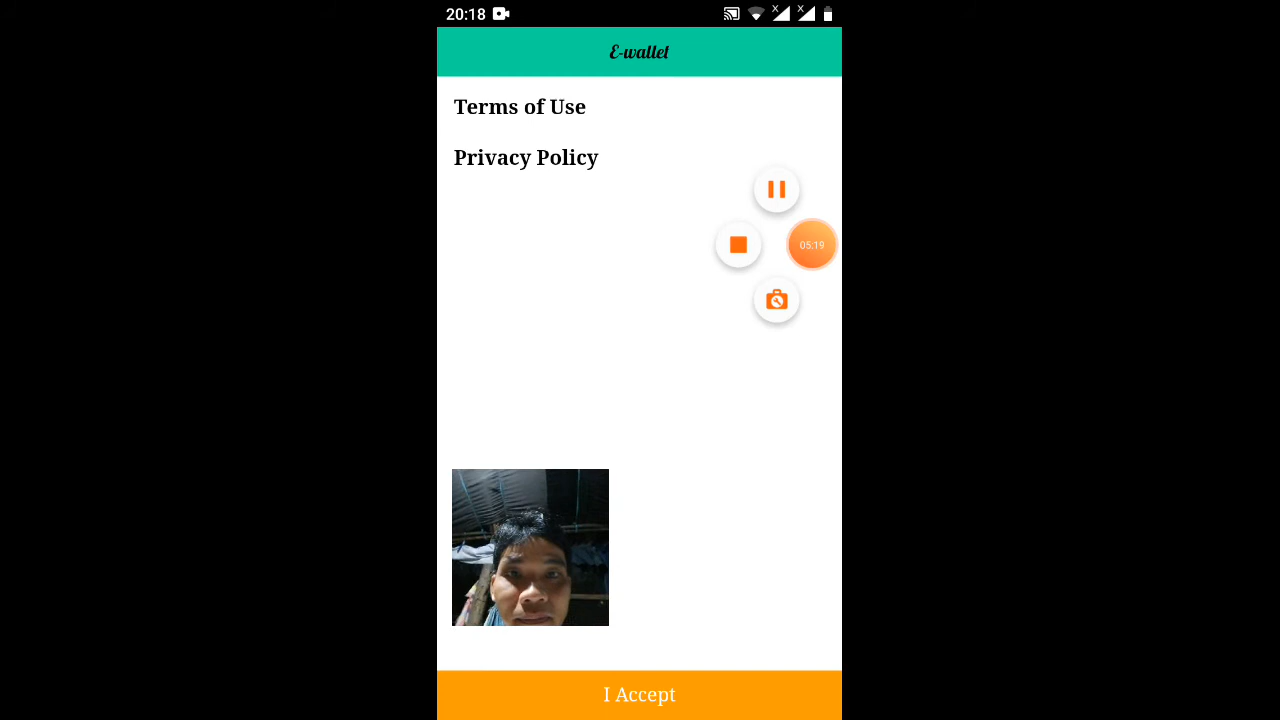 20:18
E-wallet
Terms of Use
Privacy Policy
05:19
I Accept